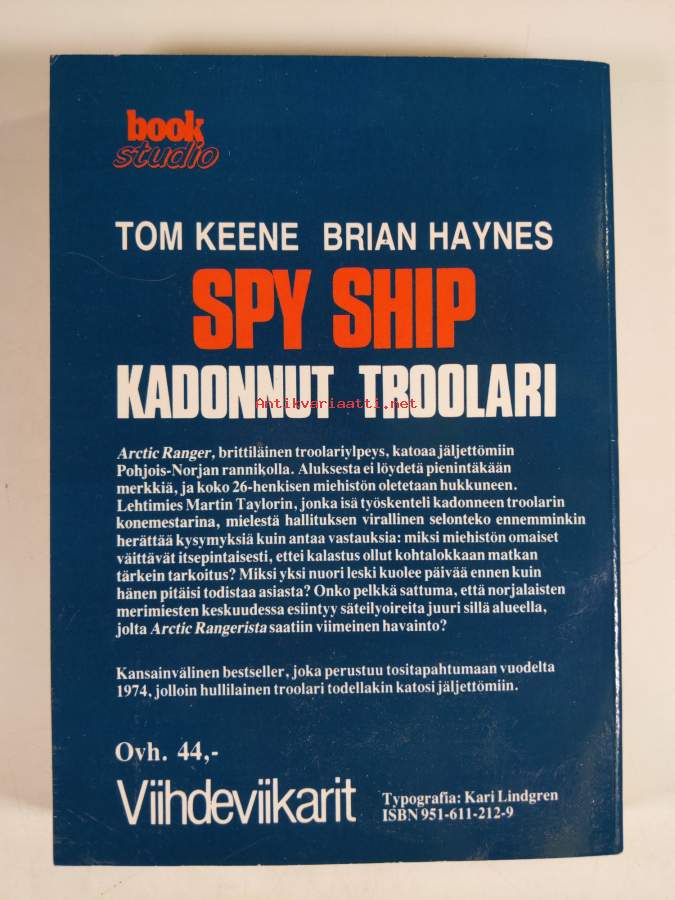 book
studio
TOM KEENE BRIAN HAYNES
SPY SHIP
KADONNUT TROOLARI
Antikvariaatti.net
Arctic Ranger, brittiläinen troolariylpeys, katoaa jäljettömiin
Pohjois-Norjan rannikolla. Aluksesta ei löydetä pienintäkään
merkkiä, ja koko 26-henkisen miehistön oletetaan hukkuneen.
Lehtimies Martin Taylorin, jonka isä työskenteli kadonneen troolarin
konemestarina, mielestä hallituksen virallinen selonteko ennemminkin
herättää kysymyksiä kuin antaa vastauksia: miksi miehistön omaiset
väittävät itsepintaisesti, ettei kalastus ollut kohtalokkaan matkan
tärkein tarkoitus? Miksi yksi nuori leski kuolee päivää ennen kuin
hänen pitäisi todistaa asiasta? Onko pelkkä sattuma, että norjalaisten
merimiesten keskuudessa esiintyy säteilyoireita juuri sillä alueella,
jolta Arctic Rangerista saatiin viimeinen havainto?
Kansainvälinen bestseller, joka perustuu tositapahtumaan vuodelta
1974, jolloin hullilainen troolari todellakin katosi jäljettömiin.
Ovh. 44,-
Viihdeviikarit
Typografia: Kari Lindgren
ISBN 951-611-212-9